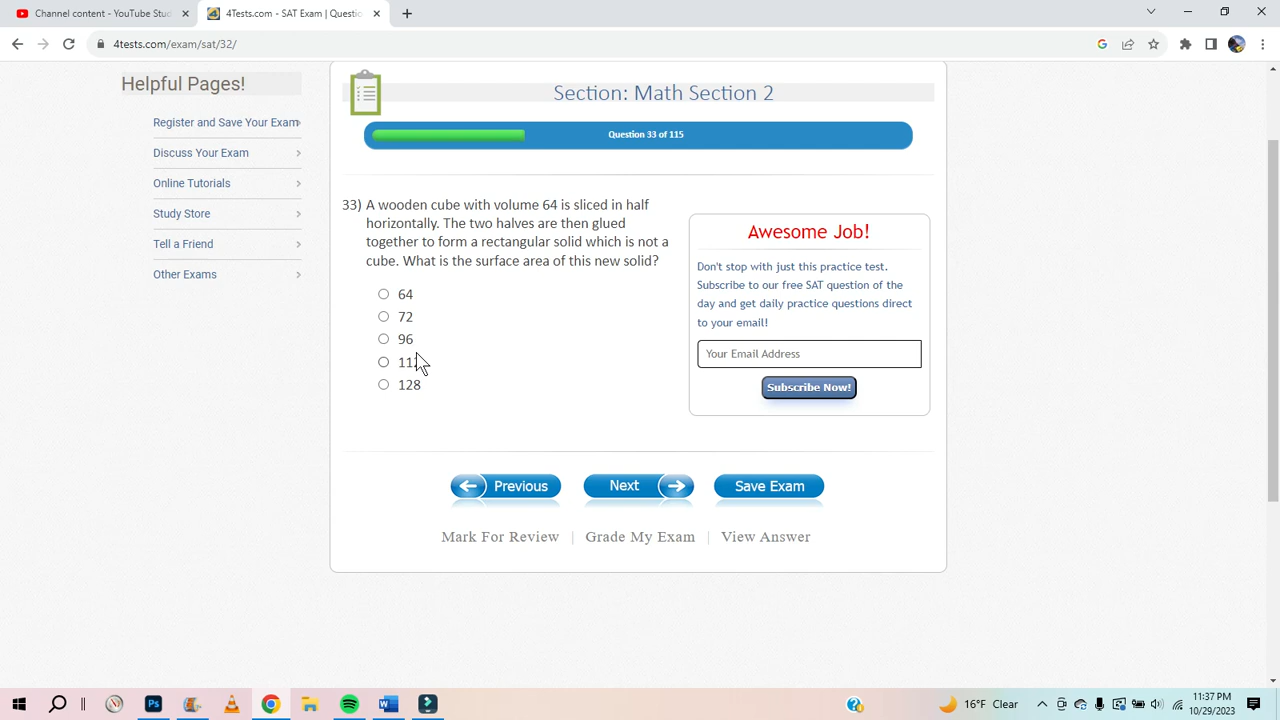 Channel content - YouTube Stud
4Tests.com - SAT Exam | Questio
4tests.com/exam/sat/32/
Helpful Pages!
Register and Save Your Exam
Discuss Your Exam
Online Tutorials
Study Store
Tell a Friend
Other Exams
Section: Math Section 2
Question 33 of 115
33) A wooden cube with volume 64 is sliced in half
horizontally. The two halves are then glued
together to form a rectangular solid which is not a
cube. What is the surface area of this new solid?
64
72
96
112
128
Awesome Job!
Don't stop with just this practice test.
Subscribe to our free SAT question of the
day and get daily practice questions direct
to your email!
Your Email Address
Subscribe Now!
Previous
Next
Save Exam
Mark For Review | Grade My Exam | View Answer
16°F Clear
11:37 PM
10/29/2023